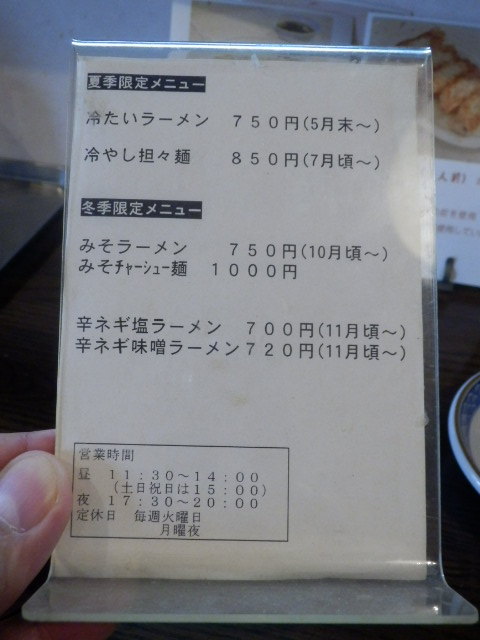 夏季限定メニュー
冷たいラーメン ７５０円(5月末～)
冷やし担々麺 ８５０円(7月頃～)
冬季限定メニュー
みそラーメン ７５０円(10月頃～)
みそﾁｬｰｼｭｰ麺 １０００円
辛ネギ塩ラーメン ７００円(11月頃～)
辛ネギ味噌ラーメン７２０円(11月頃～)
営業時間
昼 １１：３０～１４：００
（土日祝日は１５：００）
夜 １７：３０～２０：００
定休日 毎週火曜日
月曜夜
人前）